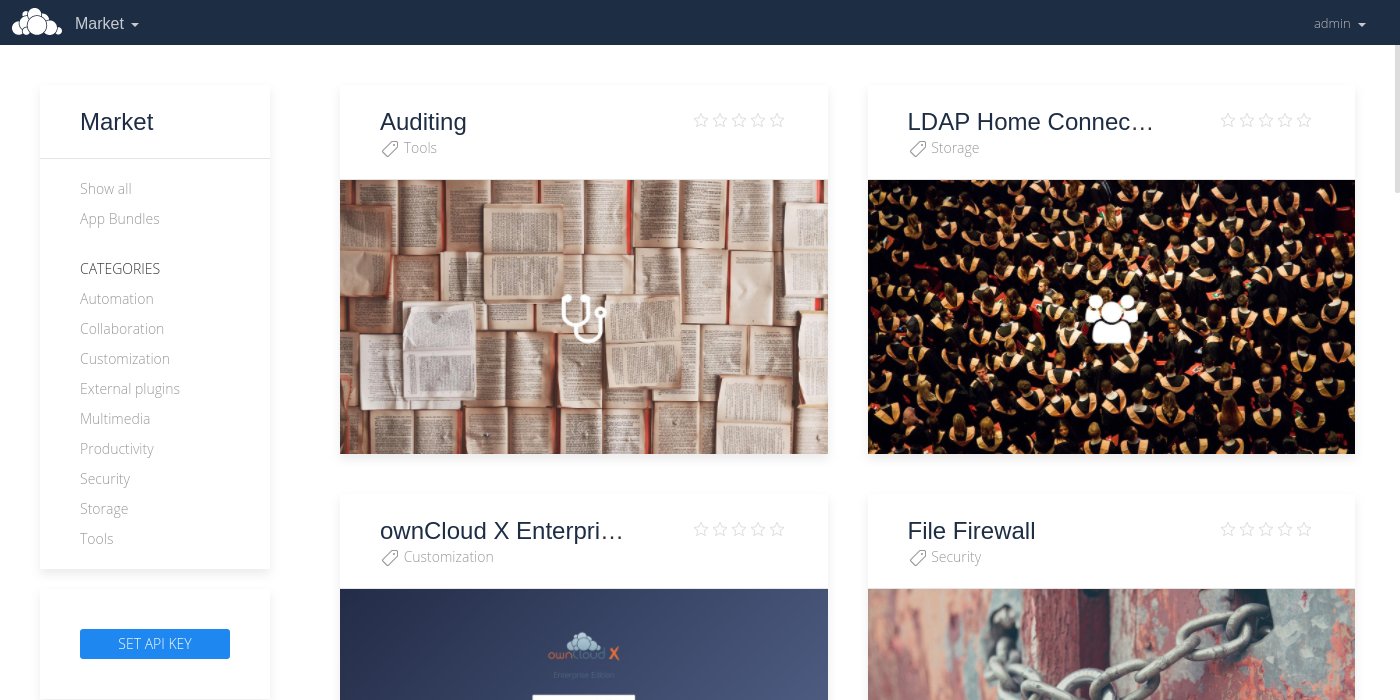 Market
admin
Market
Show all
App Bundles
CATEGORIES
Automation
Collaboration
Customization
External plugins
Multimedia
Productivity
Security
Storage
Tools
SET API KEY
Auditing
Tools
LDAP Home Connec…
Storage
ownCloud X Enterpri…
Customization
ownCloud X
Enterprise Edition
File Firewall
Security